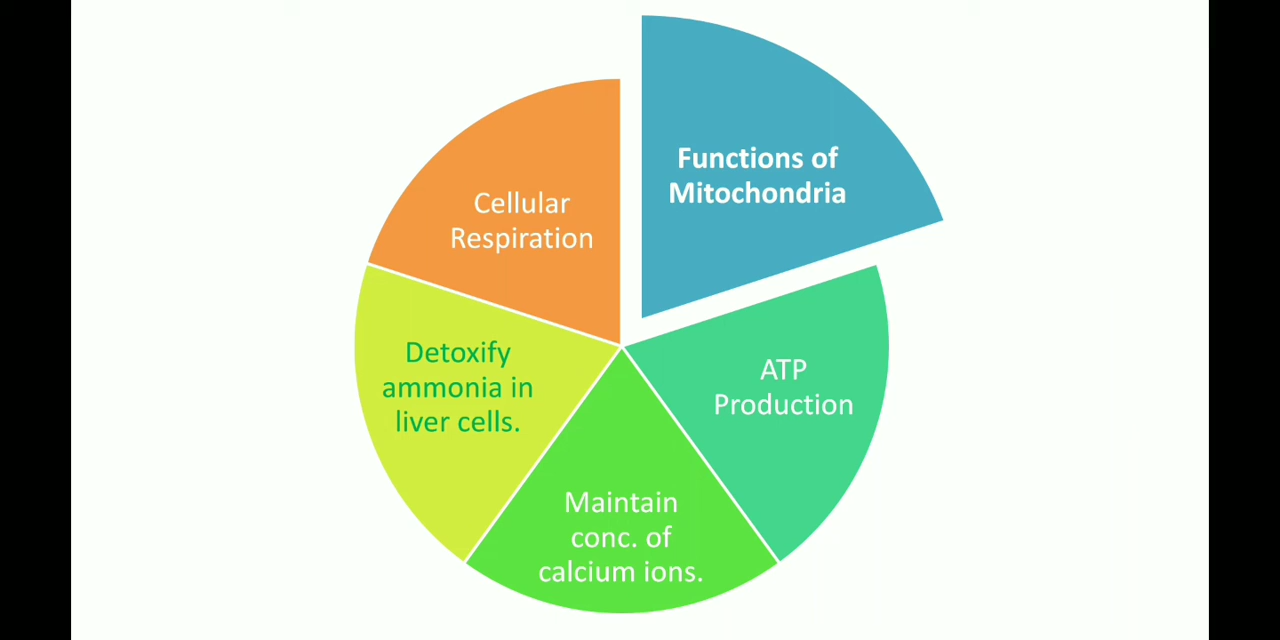 Functions of
Mitochondria
ATP
Production
Maintain
conc. of
calcium ions.
Detoxify
ammonia in
liver cells.
Cellular
Respiration